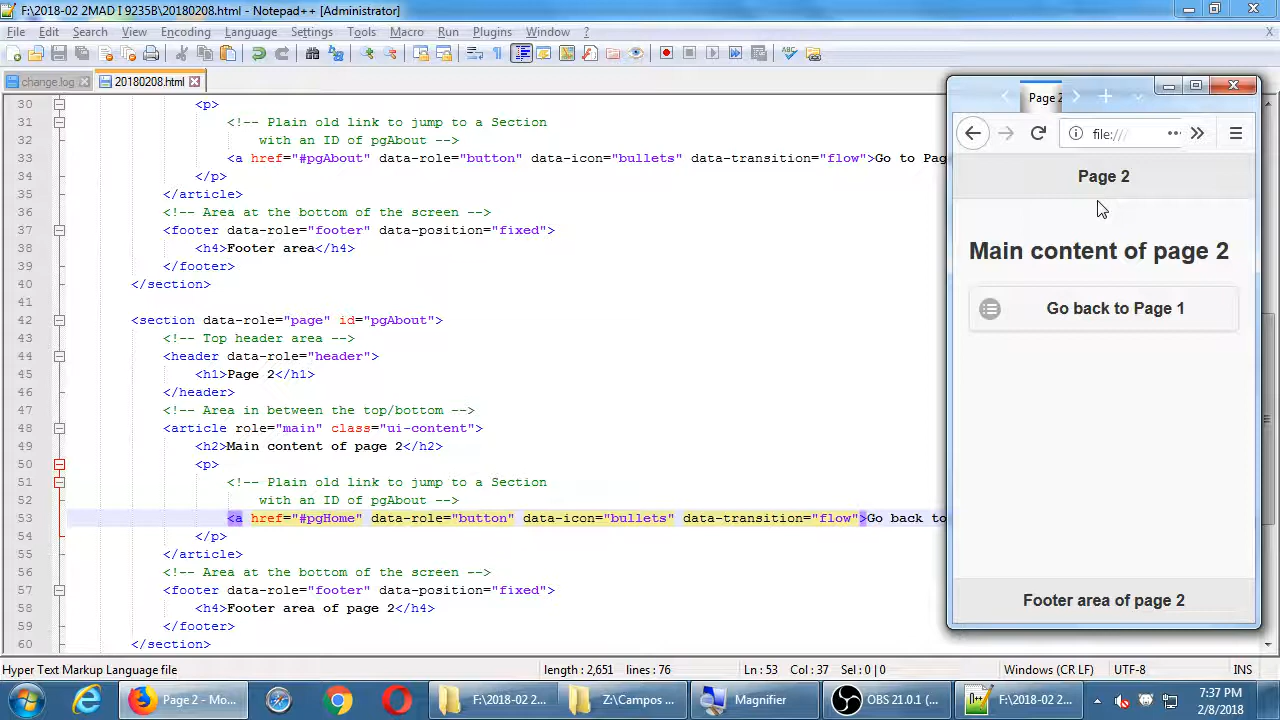 F:\2018-02 2MAD I 9235B\20180208.html - Notepad++ [Administrator]
File Edit Search View Encoding Language Settings Tools Macro Run Plugins Window ? X
change.log 20180208.html
30 <p>
31 <!-- Plain old link to jump to a Section
32 with an ID of pgAbout -->
33 <a href="#pgAbout" data-role="button" data-icon="bullets" data-transition="flow">Go to Pag
34 </p>
35 </article>
36 <!-- Area at the bottom of the screen -->
37 <footer data-role="footer" data-position="fixed">
38 <h4>Footer area</h4>
39 </footer>
40 </section>
41
42 <section data-role="page" id="pgAbout">
43 <!-- Top header area -->
44 <header data-role="header">
45 <h1>Page 2</h1>
46 </header>
47 <!-- Area in between the top/bottom -->
48 <article role="main" class="ui-content">
49 <h2>Main content of page 2</h2>
50 <p>
51 <!-- Plain old link to jump to a Section
52 with an ID of pgAbout -->
53 <a href="#pgHome" data-role="button" data-icon="bullets" data-transition="flow">Go back to
54 </p>
55 </article>
56 <!-- Area at the bottom of the screen -->
57 <footer data-role="footer" data-position="fixed">
58 <h4>Footer area of page 2</h4>
59 </footer>
60 </section>
Page 2
file:///
Page 2
Main content of page 2
Go back to Page 1
Footer area of page 2
Hyper Text Markup Language file length : 2,651 lines : 76 Ln : 53 Col : 37 Sel : 0 | 0 Windows (CR LF) UTF-8 INS
Page 2 - Mo... F:\2018-02 2... Z:\Campos ... Magnifier OBS 21.0.1 (... F:\2018-02 2... 7:37 PM
2/8/2018